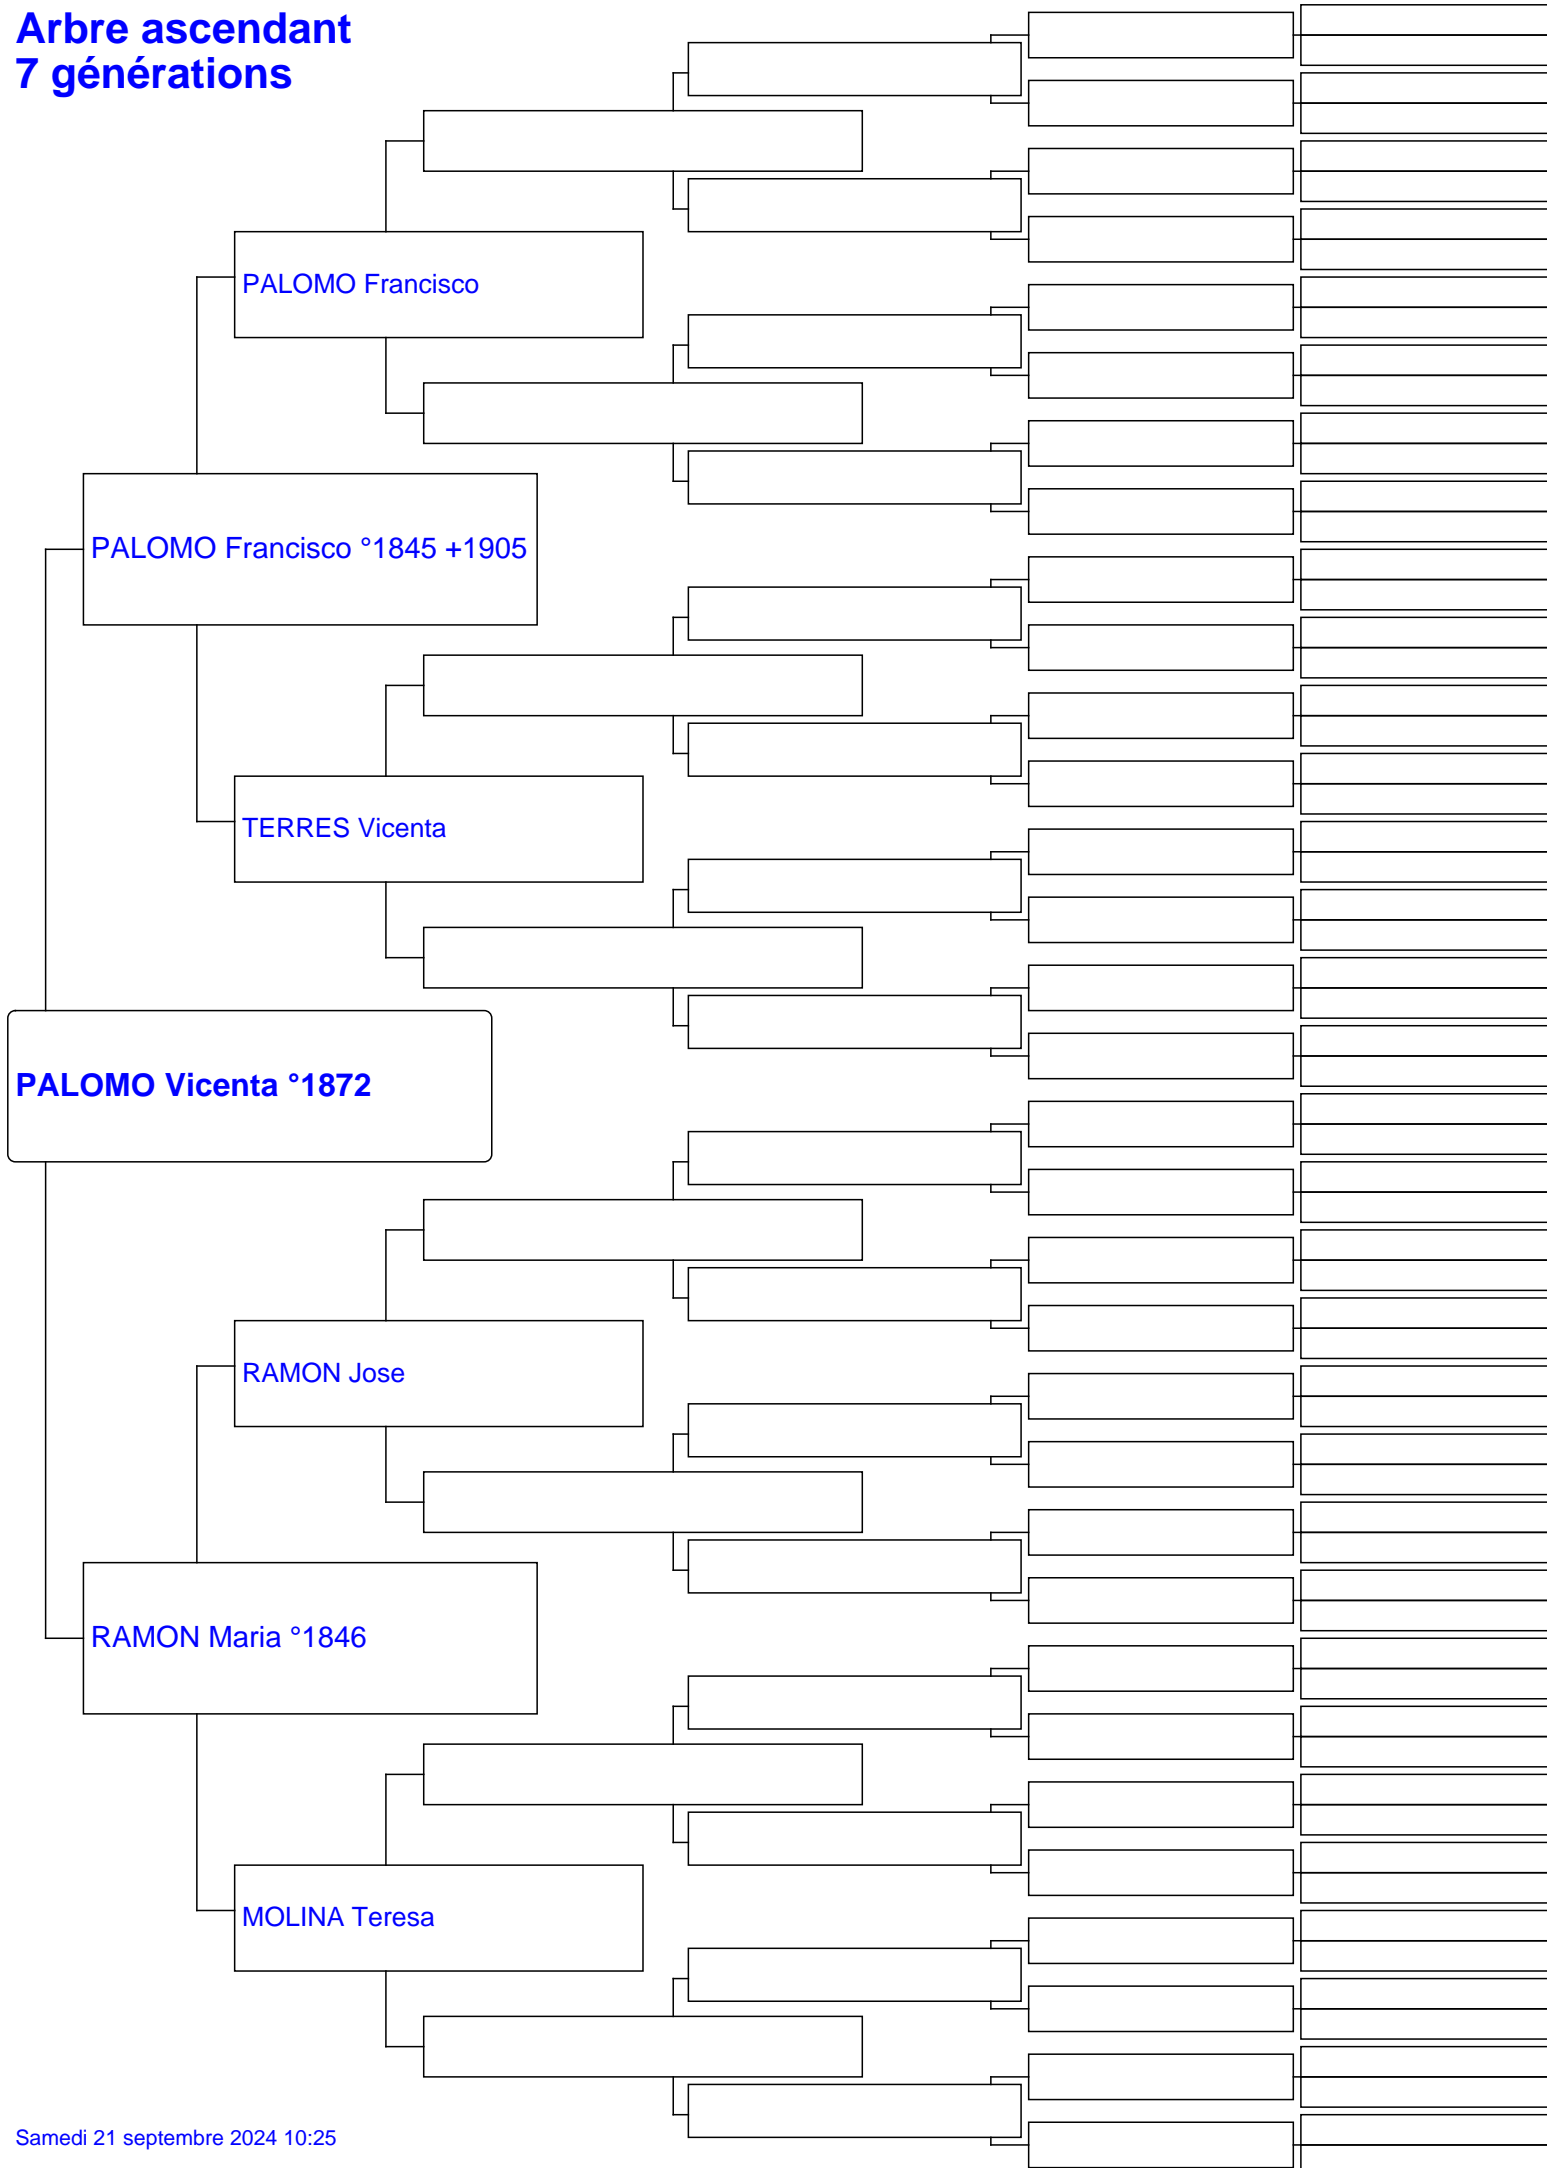 Arbre ascendant
7 générations
PALOMO Francisco
PALOMO Francisco °1845 +1905
TERRES Vicenta
PALOMO Vicenta °1872
RAMON Jose
RAMON Maria °1846
MOLINA Teresa
Samedi 21 septembre 2024 10:25